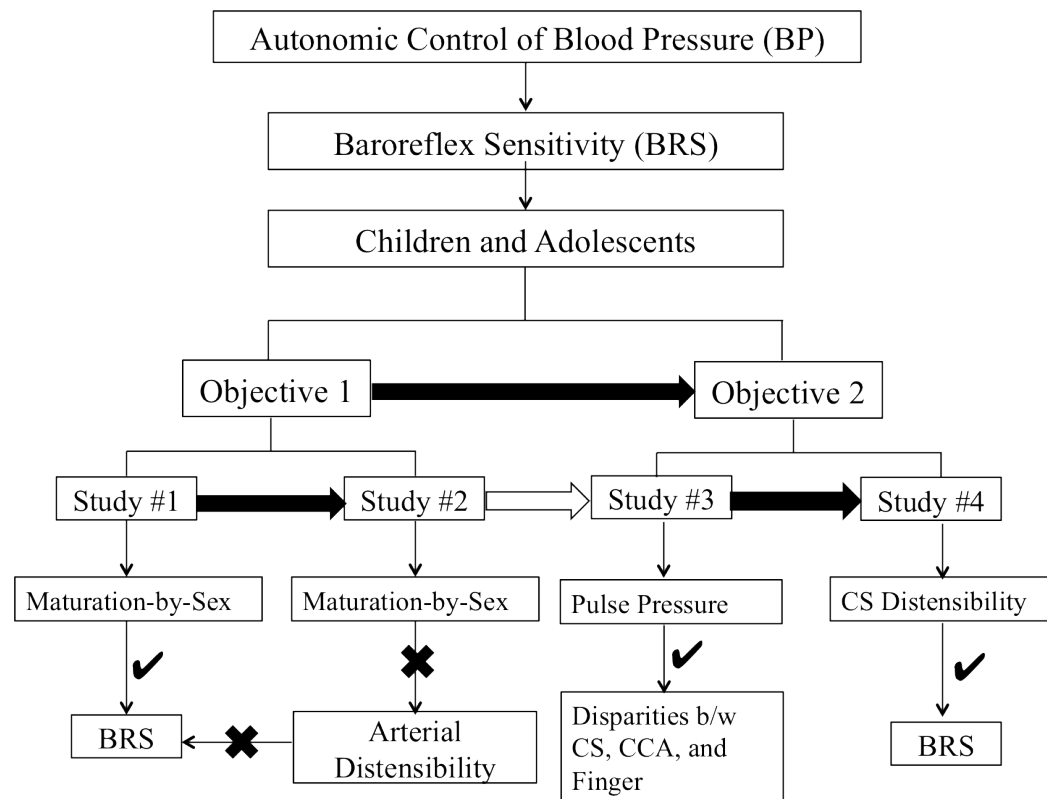 Autonomic Control of Blood Pressure (BP)
Baroreflex Sensitivity (BRS)
Children and Adolescents
Objective 1
Objective 2
Study #1
Study #2
Study #3
Study #4
Maturation-by-Sex
Maturation-by-Sex
Pulse Pressure
CS Distensibility
BRS
Arterial
Distensibility
Disparities b/w
CS, CCA, and
Finger
BRS